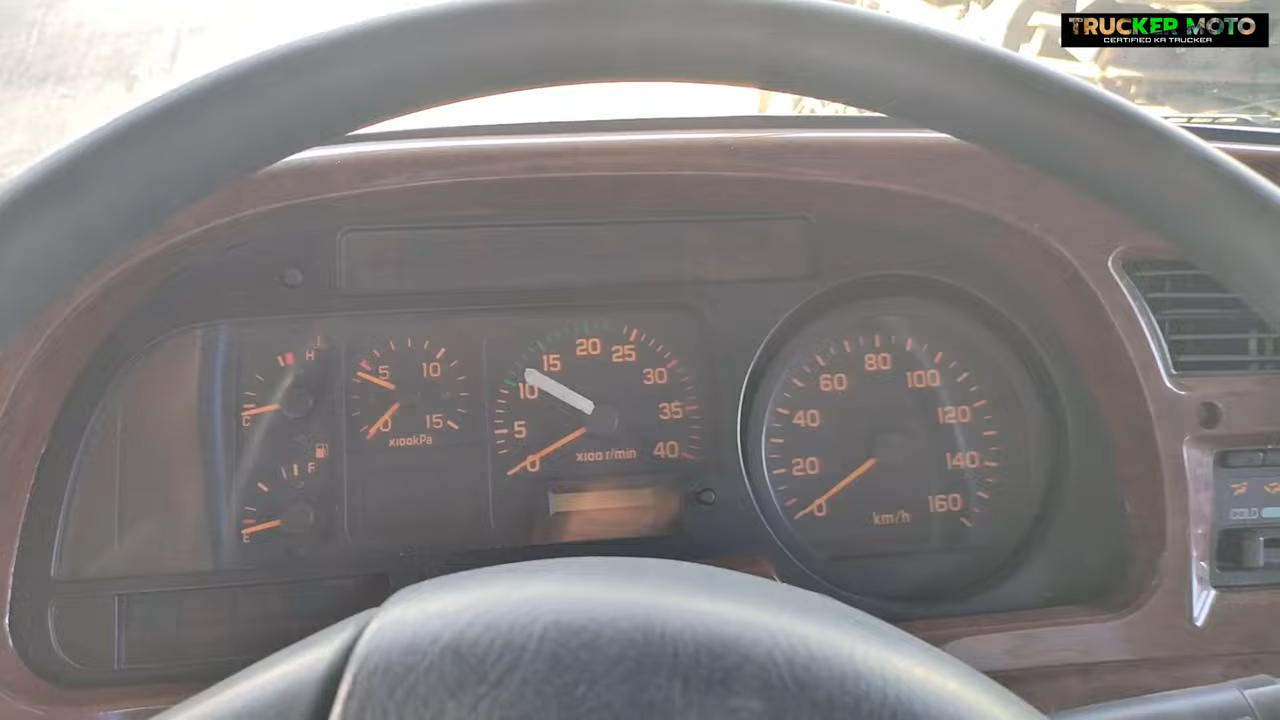 TRUCKER MOTO
CERTIFIED KA TRUCKER
H
C
F
E
0 5 10 15
x100kPa
0 5 10 15 20 25 30 35 40
x100 r/min
0 20 40 60 80 100 120 140 160
km/h
COLD